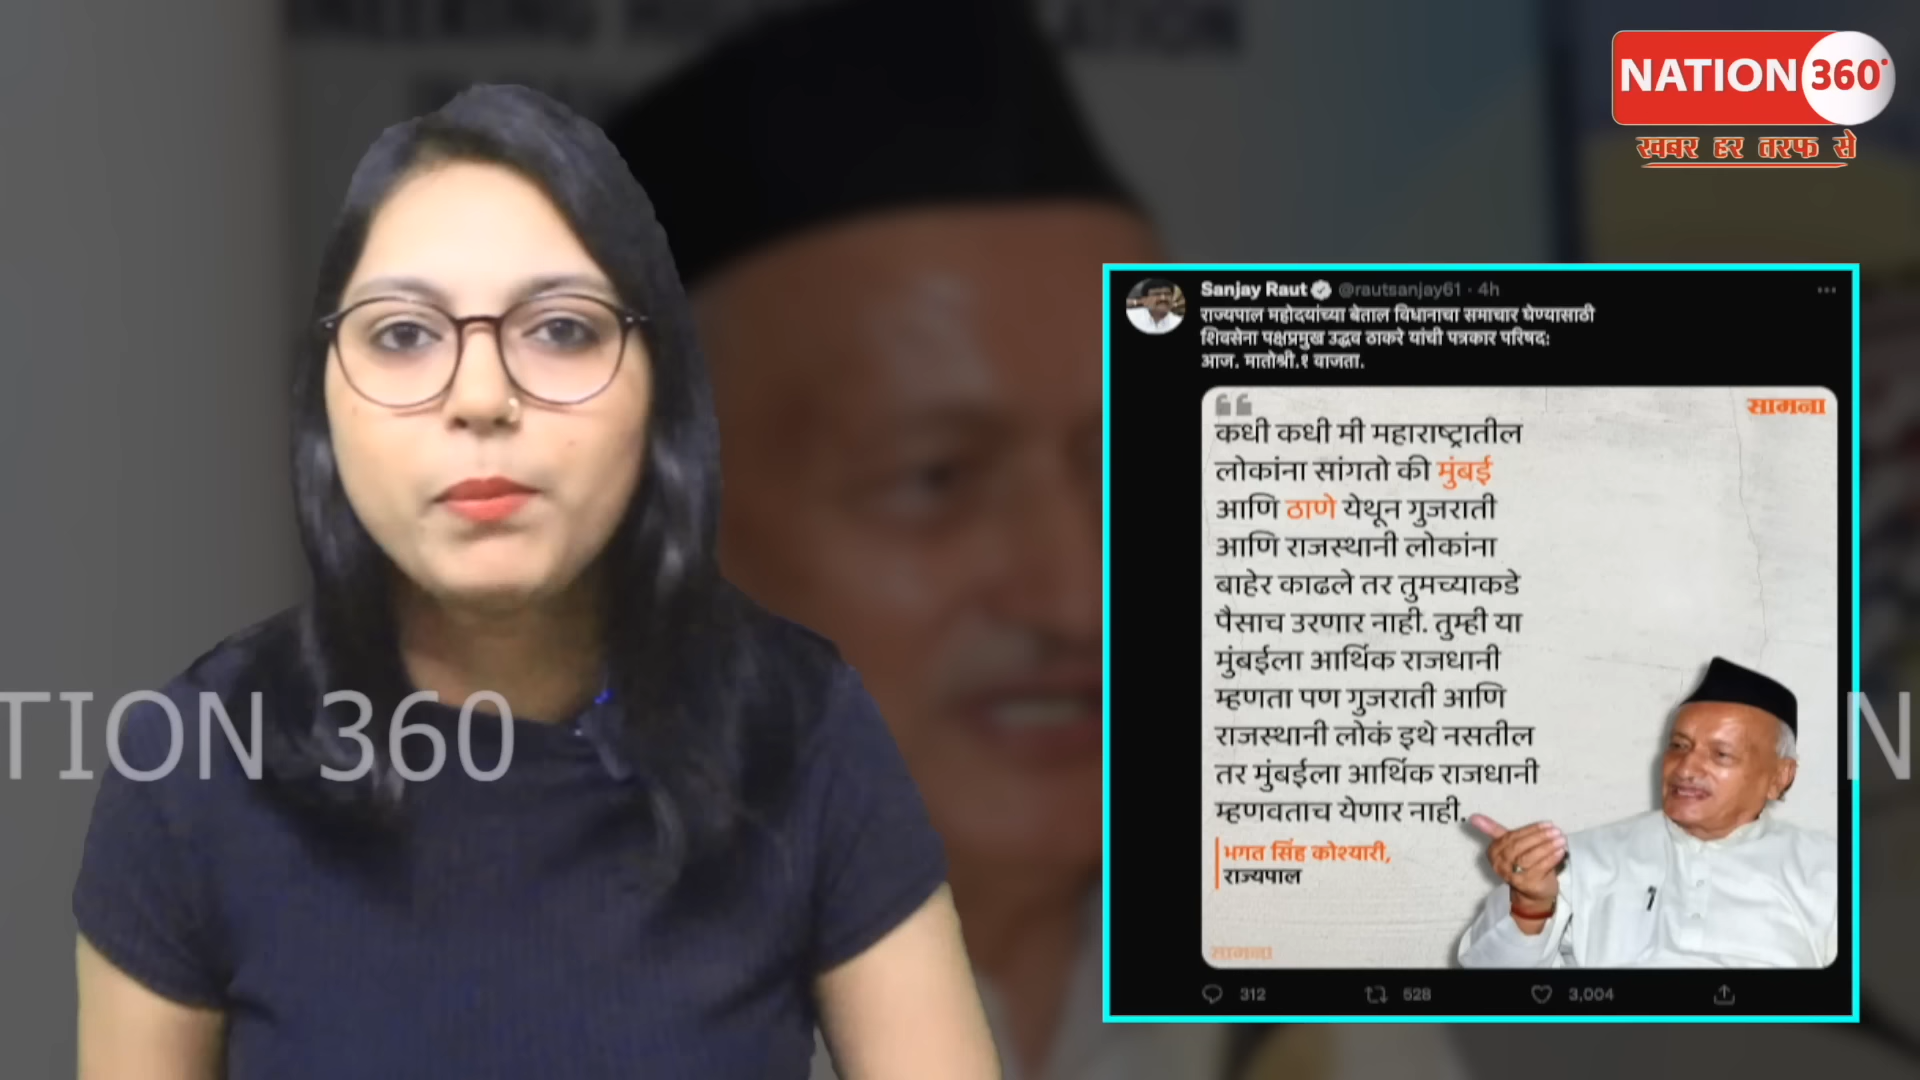 NATION 360
खबर हर तरफ से
Sanjay Raut @rautsanjay61 · 4h
राज्यपाल महोदयांच्या बेताल विधानाचा समाचार घेण्यासाठी
शिवसेना पक्षप्रमुख उद्धव ठाकरे यांची पत्रकार परिषद:
आज. मातोश्री.१ वाजता.
सामना
कधी कधी मी महाराष्ट्रातील
लोकांना सांगतो की मुंबई
आणि ठाणे येथून गुजराती
आणि राजस्थानी लोकांना
बाहेर काढले तर तुमच्याकडे
पैसाच उरणार नाही. तुम्ही या
मुंबईला आर्थिक राजधानी
म्हणता पण गुजराती आणि
राजस्थानी लोकं इथे नसतील
तर मुंबईला आर्थिक राजधानी
म्हणवताच येणार नाही.
भगत सिंह कोश्यारी,
राज्यपाल
सामना
312 528 3,004
TION 360
N